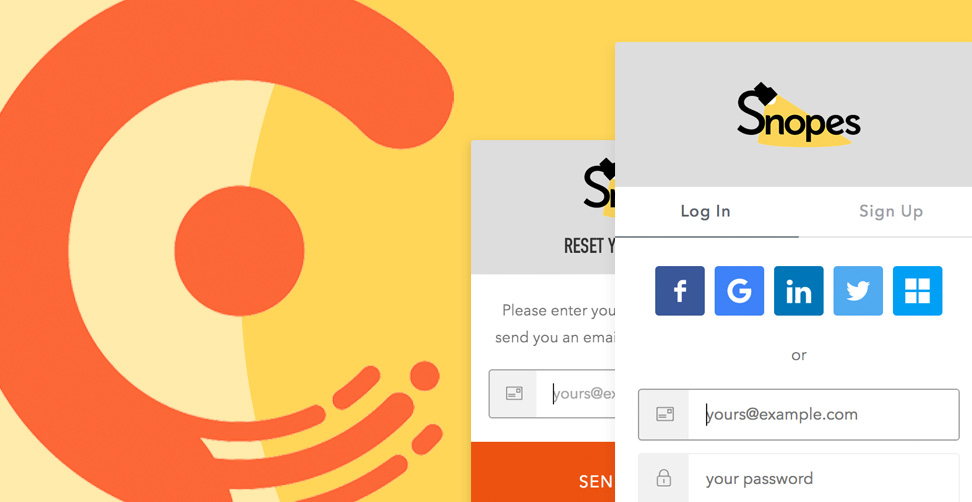 Snopes
RESET Y
Please enter you
send you an emai
yours@e
SEN
Snopes
Log In
Sign Up
f
G
in
or
yours@example.com
your password